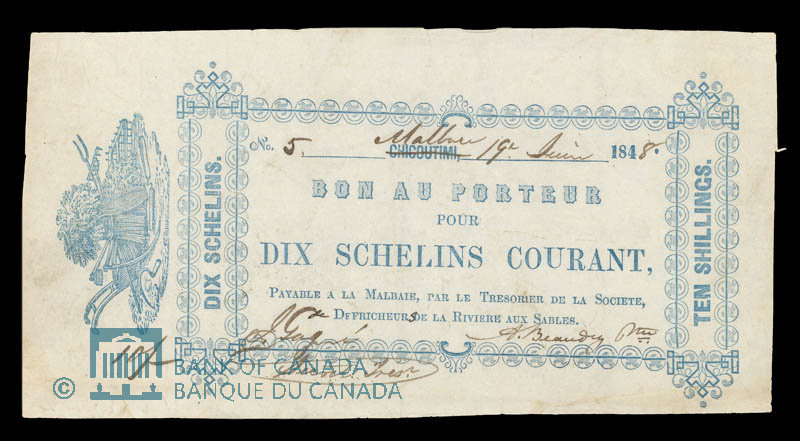 DIX SCHELINS.
No. 5. Malbaie CHICOUTIMI, 19e Juin 1848.
BON AU PORTEUR
POUR
DIX SCHELINS COURANT,
PAYABLE A LA MALBAIE, PAR LE TRESORIER DE LA SOCIETE,
DEFRICHEURS DE LA RIVIERE AUX SABLES.
A. Beaudry Ptre
Tresr
TEN SHILLINGS.
© BANK OF CANADA
BANQUE DU CANADA